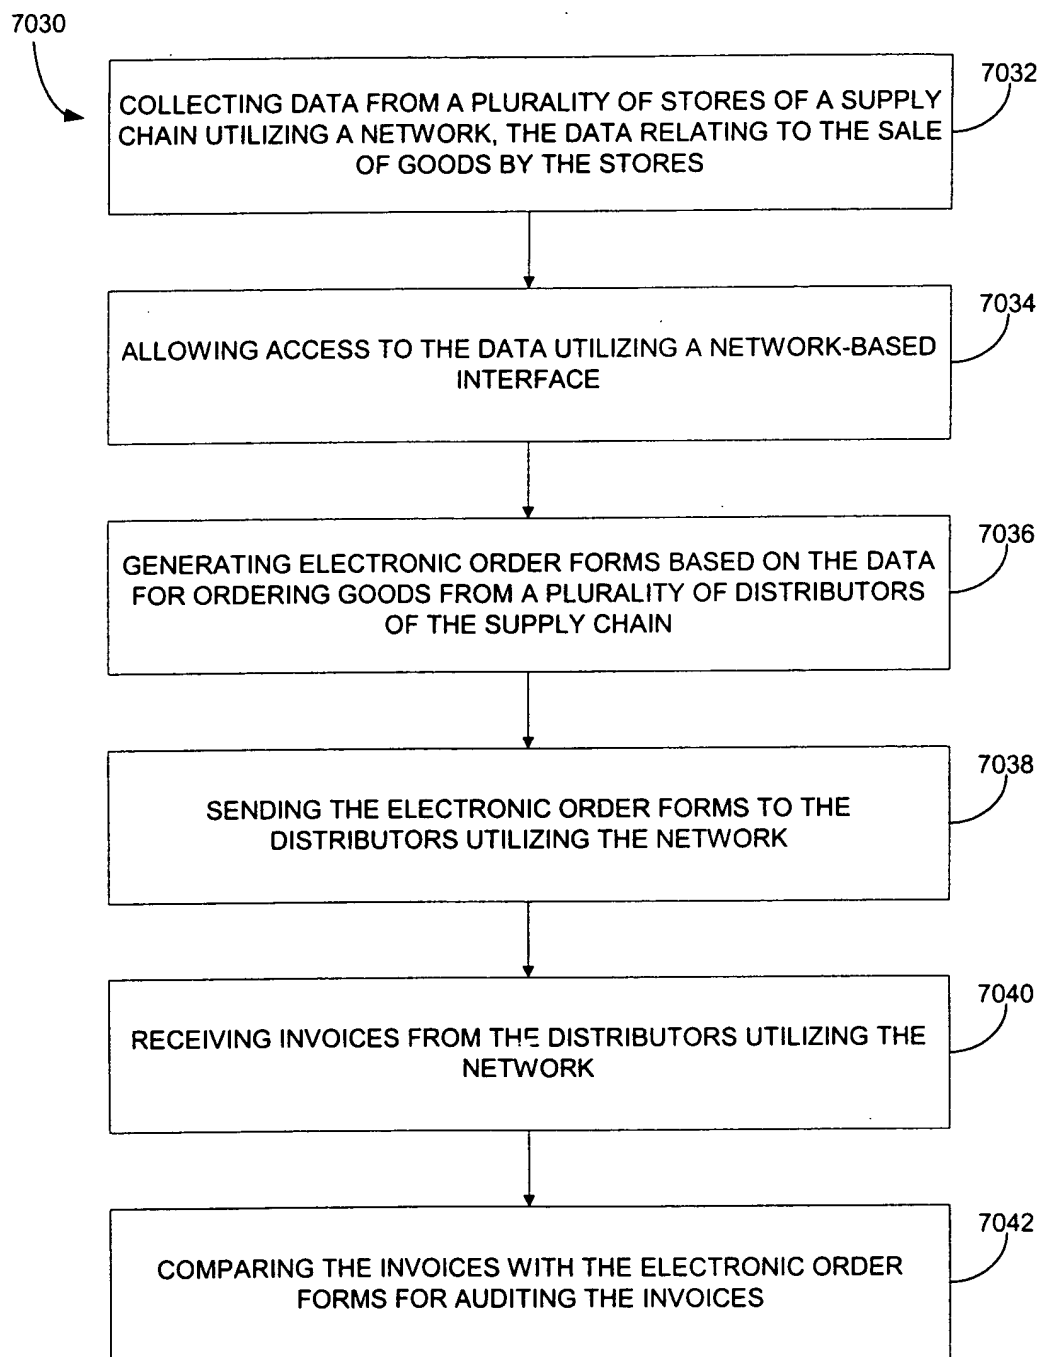 7030
7032
COLLECTING DATA FROM A PLURALITY OF STORES OF A SUPPLY
CHAIN UTILIZING A NETWORK, THE DATA RELATING TO THE SALE
OF GOODS BY THE STORES
7034
ALLOWING ACCESS TO THE DATA UTILIZING A NETWORK-BASED
INTERFACE
7036
GENERATING ELECTRONIC ORDER FORMS BASED ON THE DATA
FOR ORDERING GOODS FROM A PLURALITY OF DISTRIBUTORS
OF THE SUPPLY CHAIN
7038
SENDING THE ELECTRONIC ORDER FORMS TO THE
DISTRIBUTORS UTILIZING THE NETWORK
7040
RECEIVING INVOICES FROM THE DISTRIBUTORS UTILIZING THE
NETWORK
7042
COMPARING THE INVOICES WITH THE ELECTRONIC ORDER
FORMS FOR AUDITING THE INVOICES